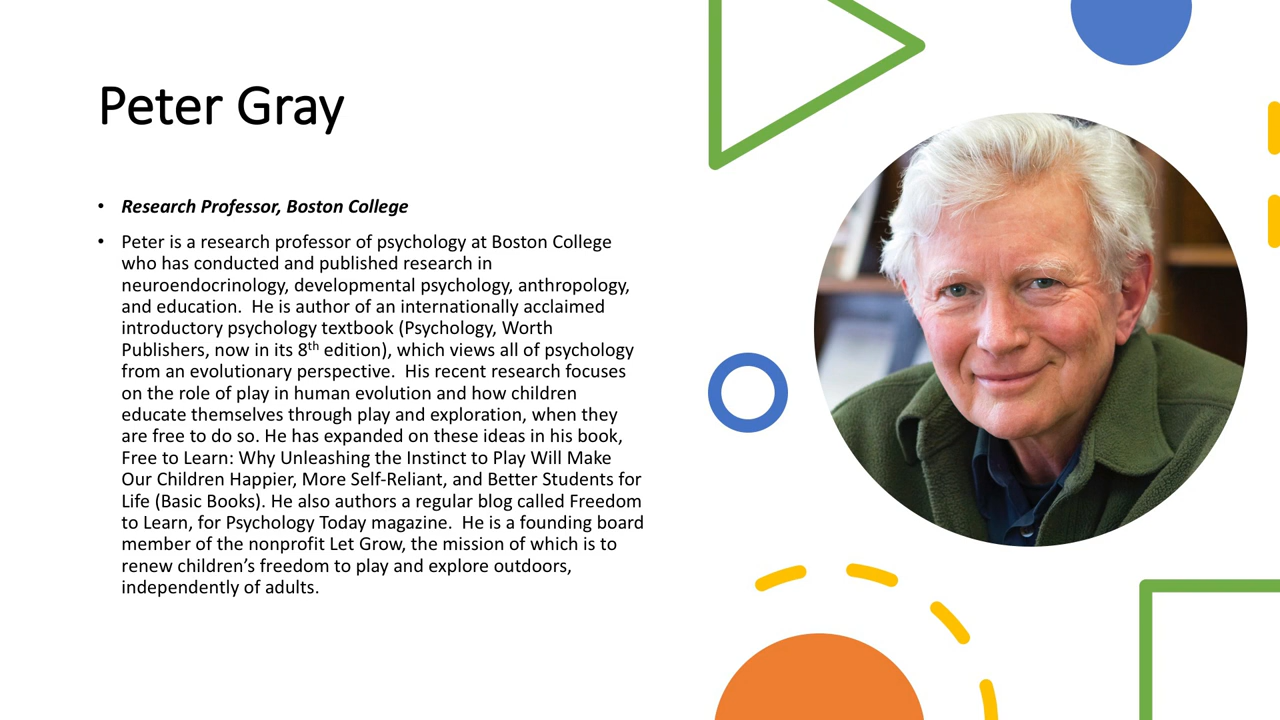 Peter Gray
• Research Professor, Boston College
• Peter is a research professor of psychology at Boston College
who has conducted and published research in
neuroendocrinology, developmental psychology, anthropology,
and education.  He is author of an internationally acclaimed
introductory psychology textbook (Psychology, Worth
Publishers, now in its 8th edition), which views all of psychology
from an evolutionary perspective.  His recent research focuses
on the role of play in human evolution and how children
educate themselves through play and exploration, when they
are free to do so. He has expanded on these ideas in his book,
Free to Learn: Why Unleashing the Instinct to Play Will Make
Our Children Happier, More Self-Reliant, and Better Students for
Life (Basic Books). He also authors a regular blog called Freedom
to Learn, for Psychology Today magazine.  He is a founding board
member of the nonprofit Let Grow, the mission of which is to
renew children’s freedom to play and explore outdoors,
independently of adults.